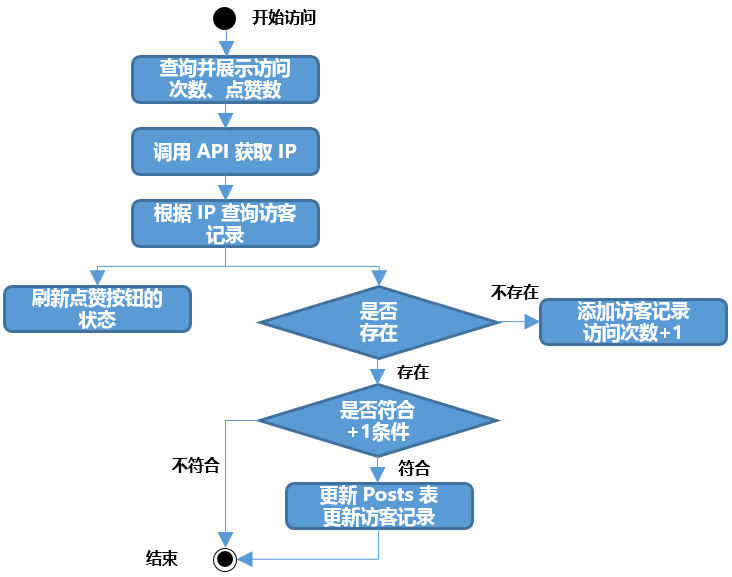 开始访问
查询并展示访问
次数、点赞数
调用 API 获取 IP
根据 IP 查询访客
记录
刷新点赞按钮的
状态
是否
存在
不存在
添加访客记录
访问次数+1
存在
是否符合
+1条件
不符合
符合
更新 Posts 表
更新访客记录
结束